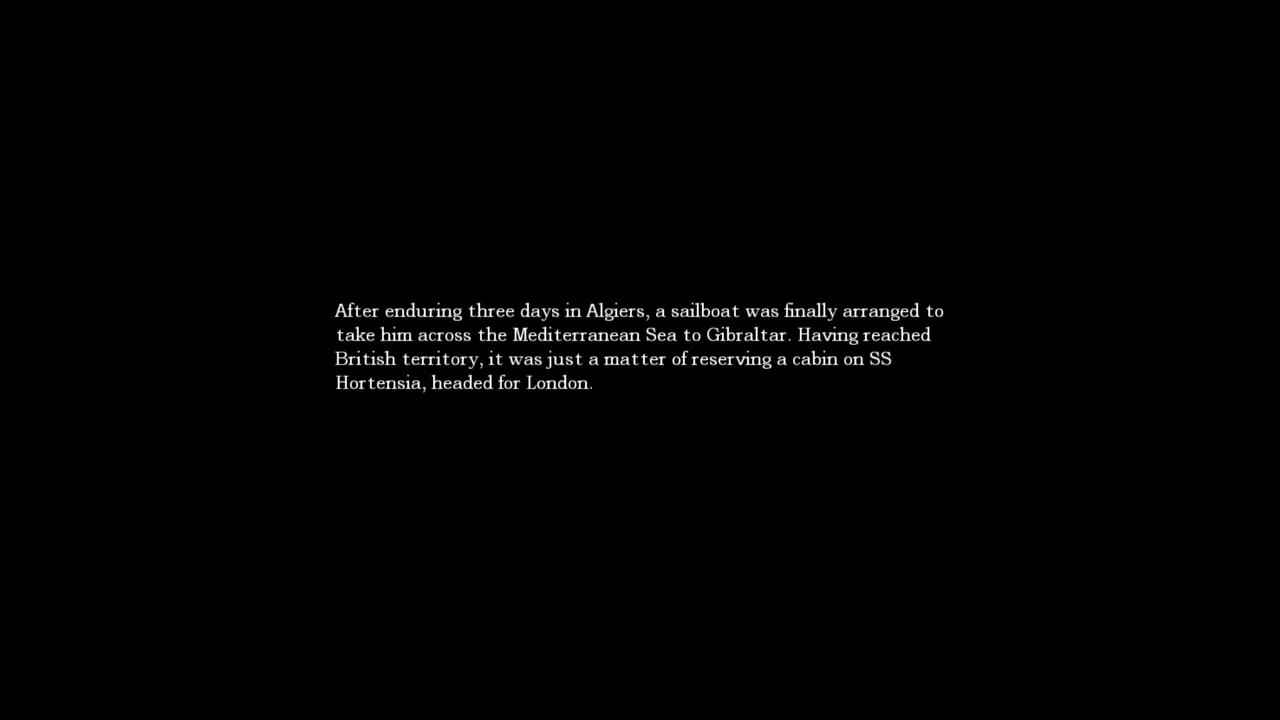 After enduring three days in Algiers, a sailboat was finally arranged to
take him across the Mediterranean Sea to Gibraltar. Having reached
British territory, it was just a matter of reserving a cabin on SS
Hortensia, headed for London.